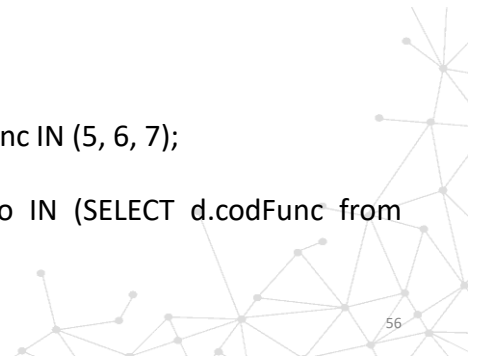 nc IN (5, 6, 7);
o IN (SELECT d.codFunc from
56